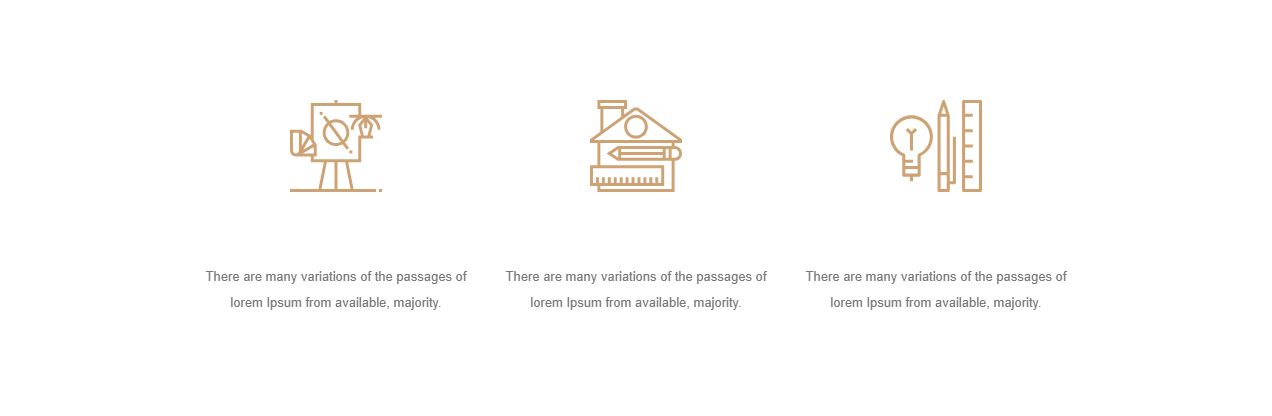 There are many variations of the passages of
lorem Ipsum from available, majority.
There are many variations of the passages of
lorem Ipsum from available, majority.
There are many variations of the passages of
lorem Ipsum from available, majority.